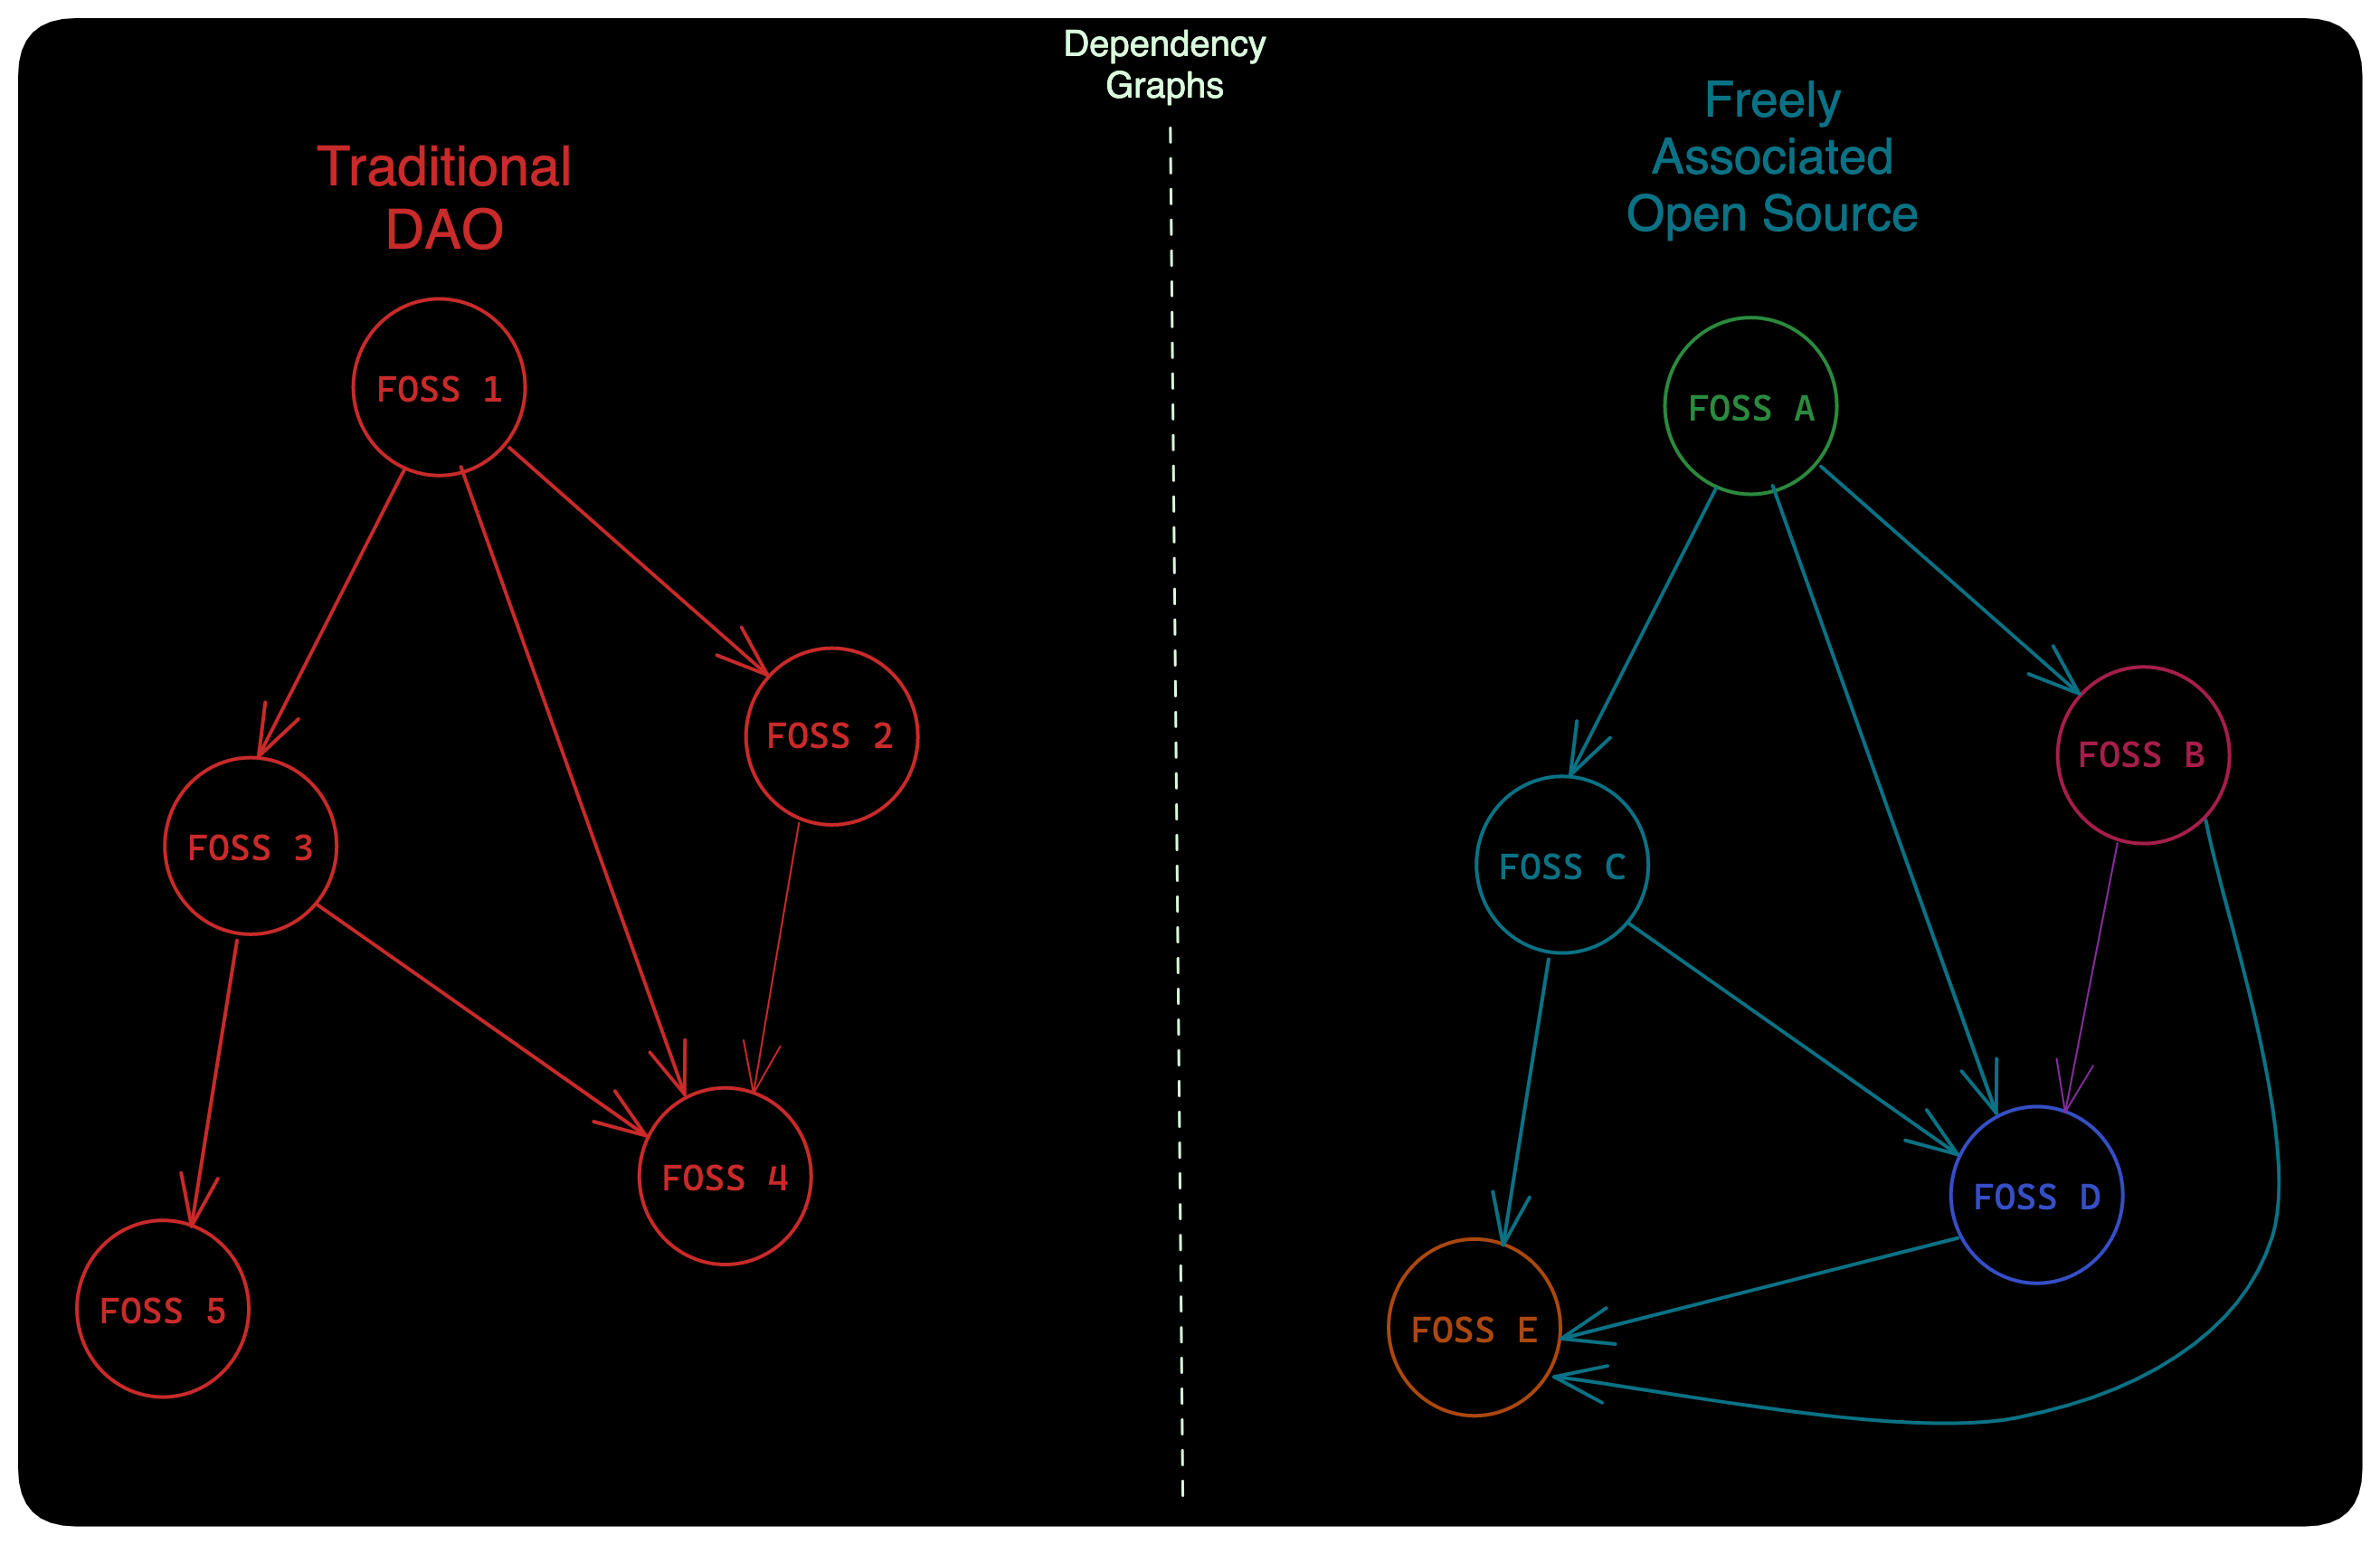 Dependency
Graphs
Traditional
DAO
FOSS 1
FOSS 2
FOSS 3
FOSS 4
FOSS 5
Freely
Associated
Open Source
FOSS A
FOSS B
FOSS C
FOSS D
FOSS E